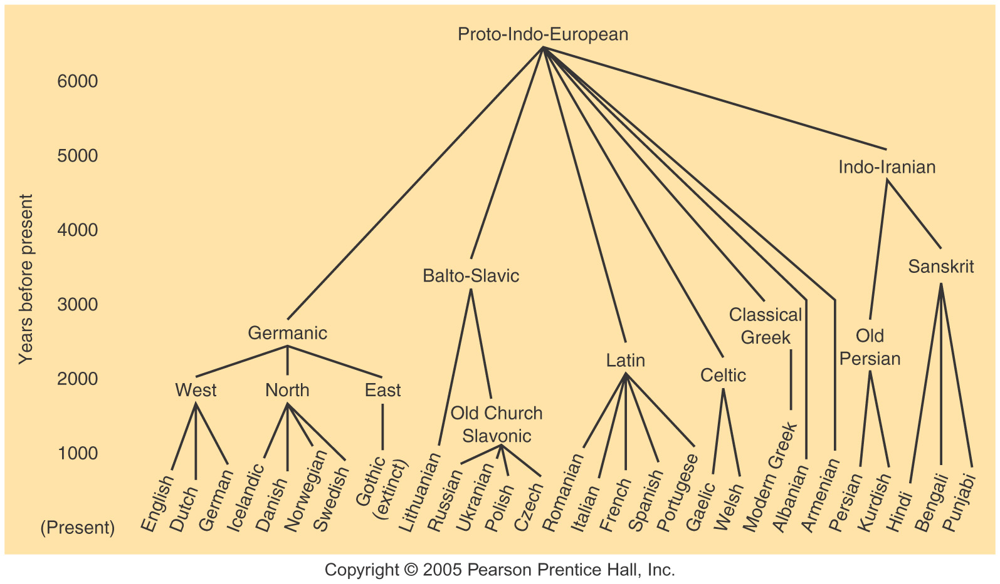 Proto-Indo-European
6000
5000
Indo-Iranian
4000
Years before present
Balto-Slavic
Sanskrit
3000
Classical
Greek
Germanic
Old
Persian
Latin
Celtic
2000
West
North
East
Old Church
Slavonic
1000
English
Dutch
German
Icelandic
Danish
Norwegian
Swedish
Gothic
(extinct)
Lithuanian
Russian
Ukranian
Polish
Czech
Romanian
Italian
French
Spanish
Portugese
Gaelic
Welsh
Modern Greek
Albanian
Armenian
Persian
Kurdish
Hindi
Bengali
Punjabi
(Present)
Copyright © 2005 Pearson Prentice Hall, Inc.